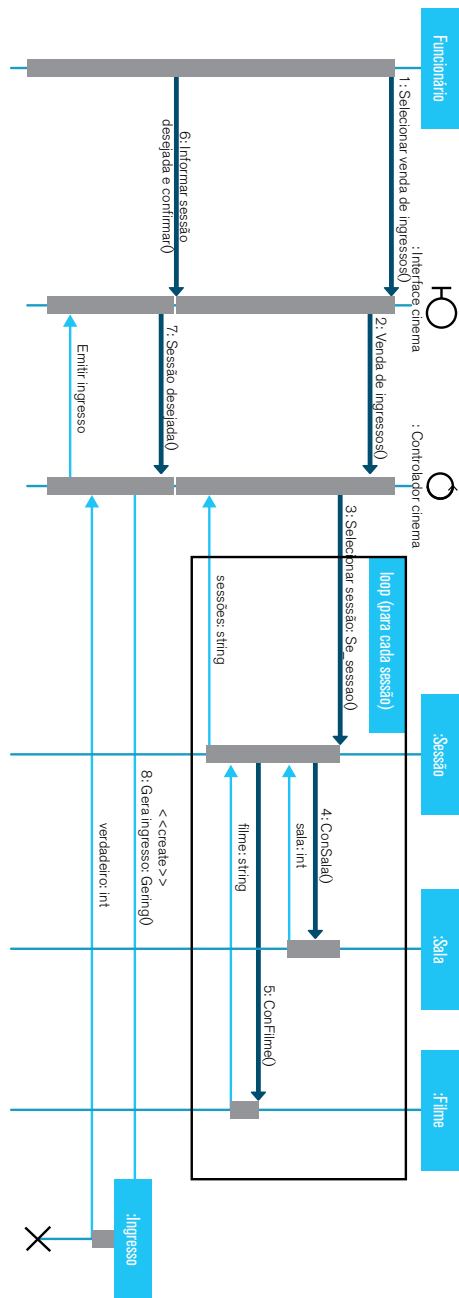 Funcionário
: Interface cinema
: Controlador cinema
:Sessão
:Sala
:Filme
1: Selecionar venda de ingressos()
2: Venda de ingressos()
loop (para cada sessão)
3: Selecionar sessão: Se_sessao()
4: ConSala()
sala: int
5: ConFilme()
filme: string
sessões: string
6: Informar sessão
desejada e confirmar()
7: Sessão desejada()
<<create>>
8: Gera ingresso: Gering()
:Ingresso
verdadeiro: int
Emitir ingresso